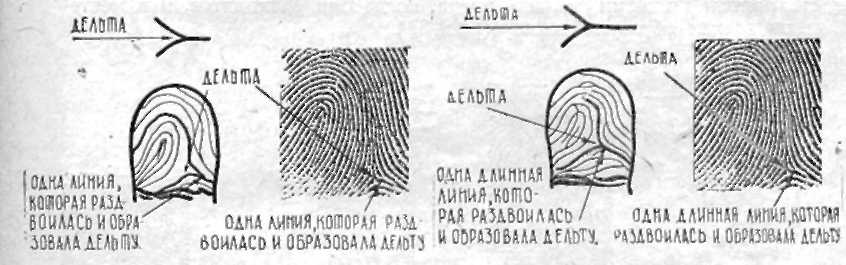 ДЕЛЬТА
ДЕЛЬТА
ОДНА ЛИНИЯ,
КОТОРАЯ РАЗД-
ВОИЛАСЬ И ОБРА-
ЗОВАЛА ДЕЛЬТУ.
ОДНА ЛИНИЯ, КОТОРАЯ РАЗД-
ВОИЛАСЬ И ОБРАЗОВАЛА ДЕЛЬТУ
ДЕЛЬТА
ДЕЛЬТА
ДЕЛЬТА
ОДНА ДЛИННАЯ
ЛИНИЯ, КОТО-
РАЯ РАЗДВОИЛАСЬ
И ОБРАЗОВАЛА ДЕЛЬТУ.
ОДНА ДЛИННАЯ ЛИНИЯ, КОТОРАЯ
РАЗДВОИЛАСЬ И ОБРАЗОВАЛА ДЕЛЬТУ